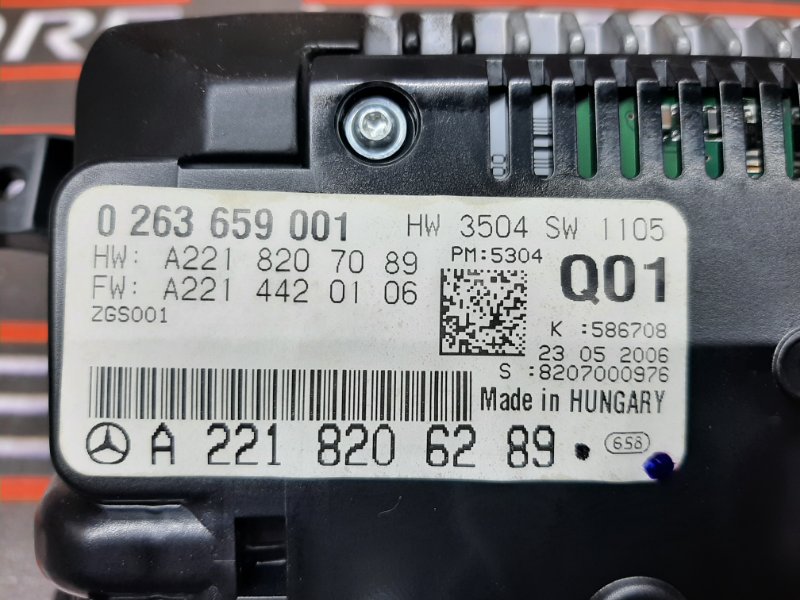 0 263 659 001 HW 3504 SW 1105
HW: A221 820 70 89 PM:5304 Q01
FW: A221 442 01 06
ZGS001 K :586708
23 05 2006
S :8207000976
Made in HUNGARY
A 221 820 62 89 658